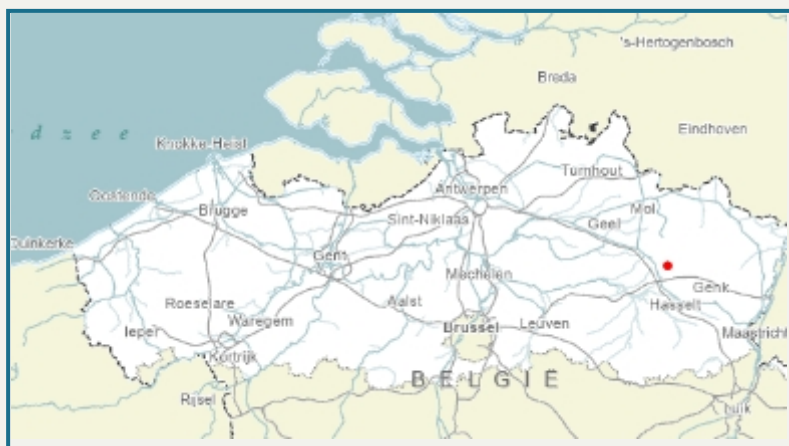 's-Hertogenbosch
Breda
Eindhoven
d z e e
Knokke-Heist
Turnhout
Antwerpen
Oostende
Mol
Brugge
Sint-Niklaas
Geel
Duinkerke
Gent
Mechelen
Genk
Roeselare
Aalst
Hasselt
Ieper
Waregem
Brussel
Leuven
Maastricht
Kortrijk
BELGIË
Rijsel
Luik